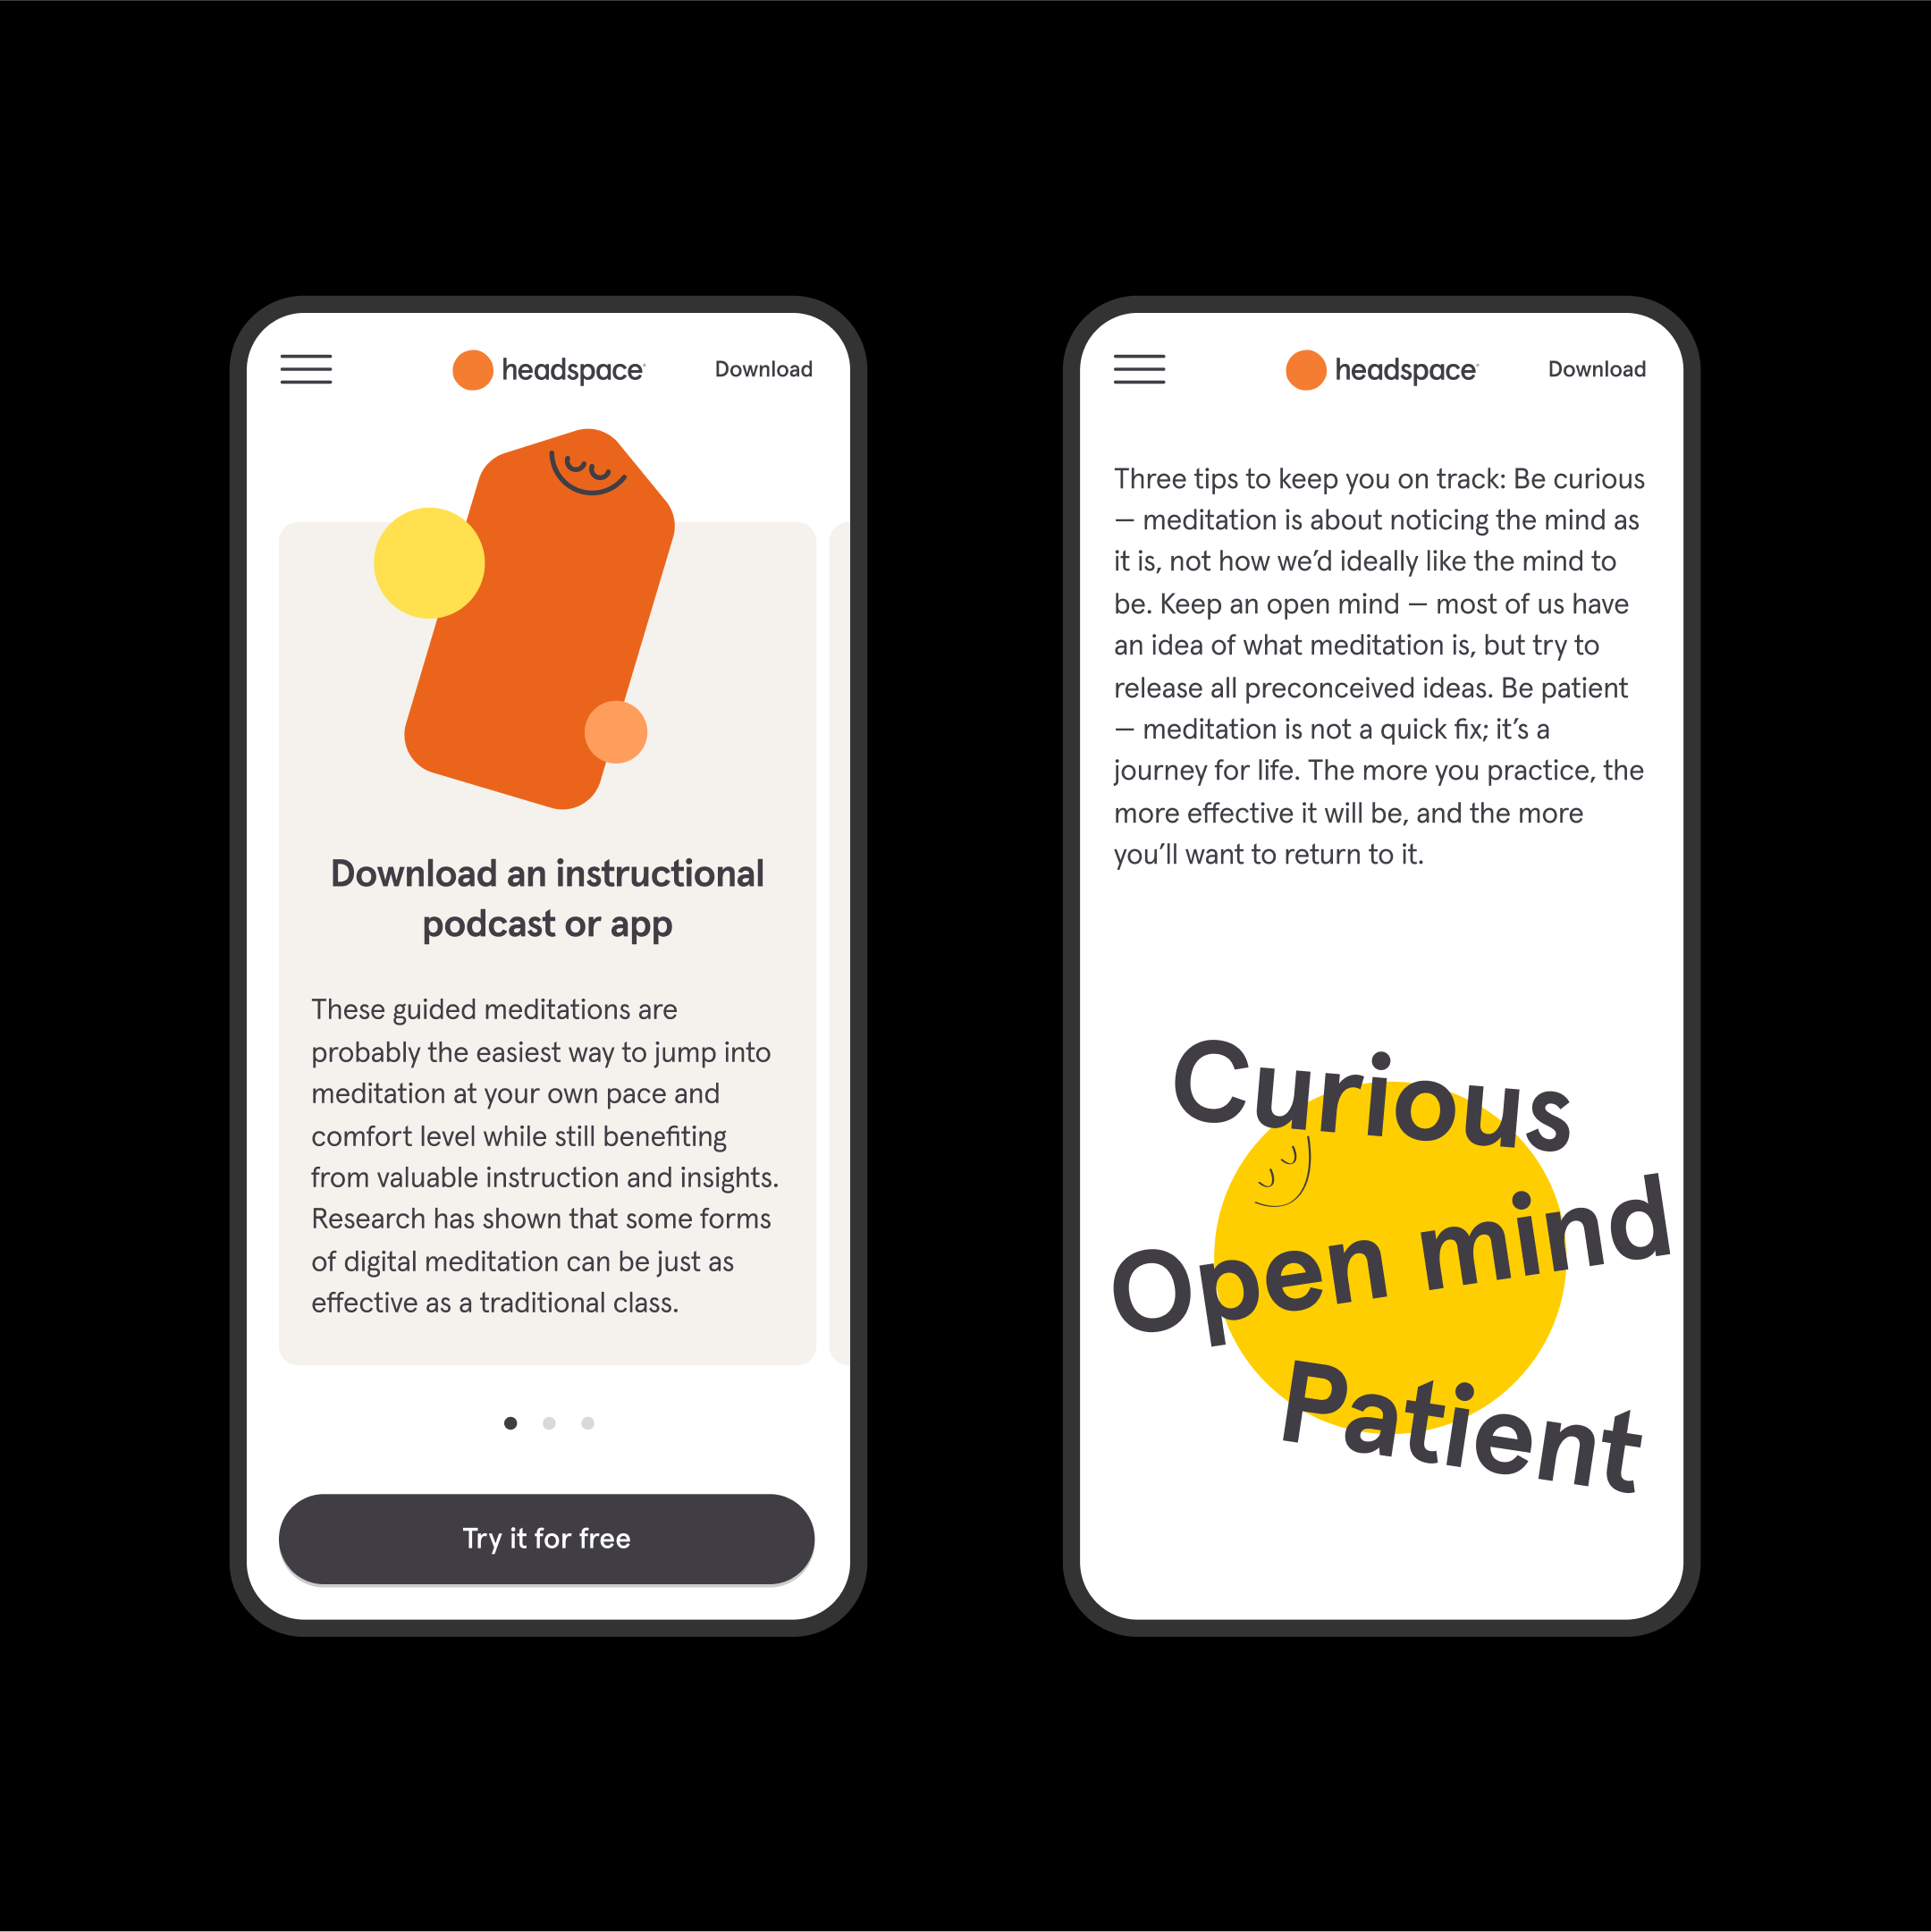 headspace
Download
Download an instructional
podcast or app
These guided meditations are
probably the easiest way to jump into
meditation at your own pace and
comfort level while still benefiting
from valuable instruction and insights.
Research has shown that some forms
of digital meditation can be just as
effective as a traditional class.
Try it for free
headspace
Download
Three tips to keep you on track: Be curious
— meditation is about noticing the mind as
it is, not how we’d ideally like the mind to
be. Keep an open mind — most of us have
an idea of what meditation is, but try to
release all preconceived ideas. Be patient
— meditation is not a quick fix; it’s a
journey for life. The more you practice, the
more effective it will be, and the more
you’ll want to return to it.
Curious
Open mind
Patient